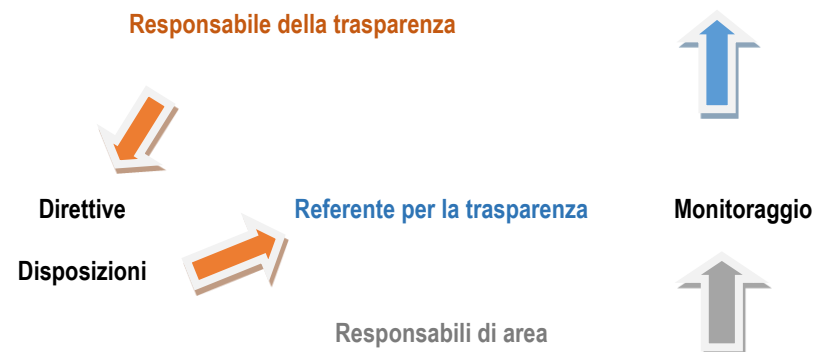 Responsabile della trasparenza
Direttive
Referente per la trasparenza
Monitoraggio
Disposizioni
Responsabili di area